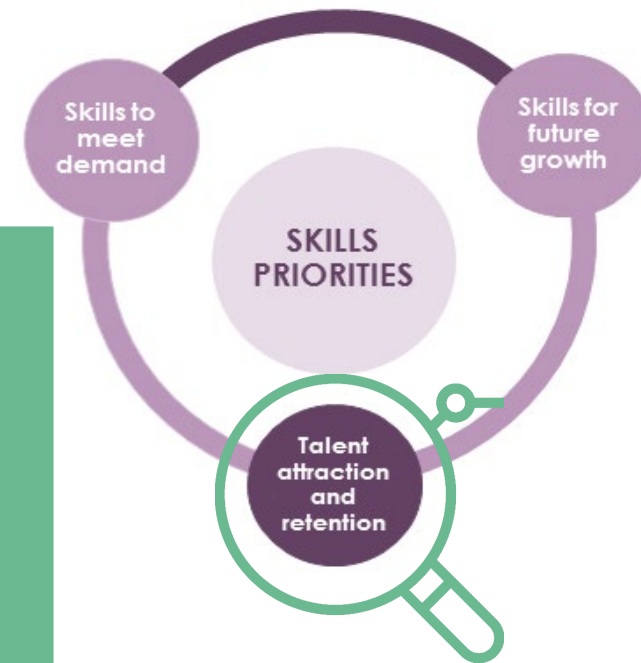 Skills to
meet
demand
Skills for
future
growth
SKILLS
PRIORITIES
Talent
attraction
and
retention